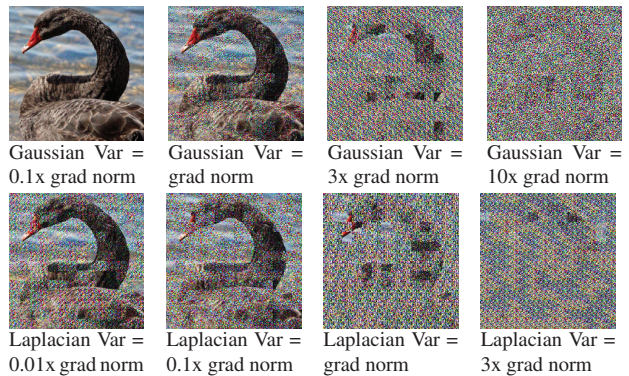 Gaussian Var =
0.1x grad norm
Gaussian Var =
grad norm
Gaussian Var =
3x grad norm
Gaussian Var =
10x grad norm
Laplacian Var =
0.01x grad norm
Laplacian Var =
0.1x grad norm
Laplacian Var =
grad norm
Laplacian Var =
3x grad norm